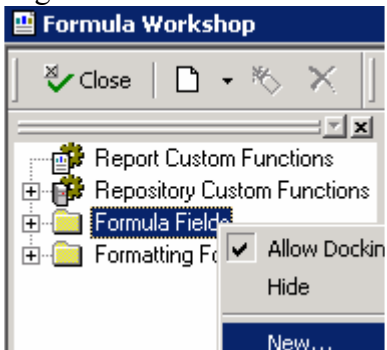 Formula Workshop
Close
Report Custom Functions
Repository Custom Functions
Formula Fields
Allow Dockin
Formatting Fo
Hide
New...